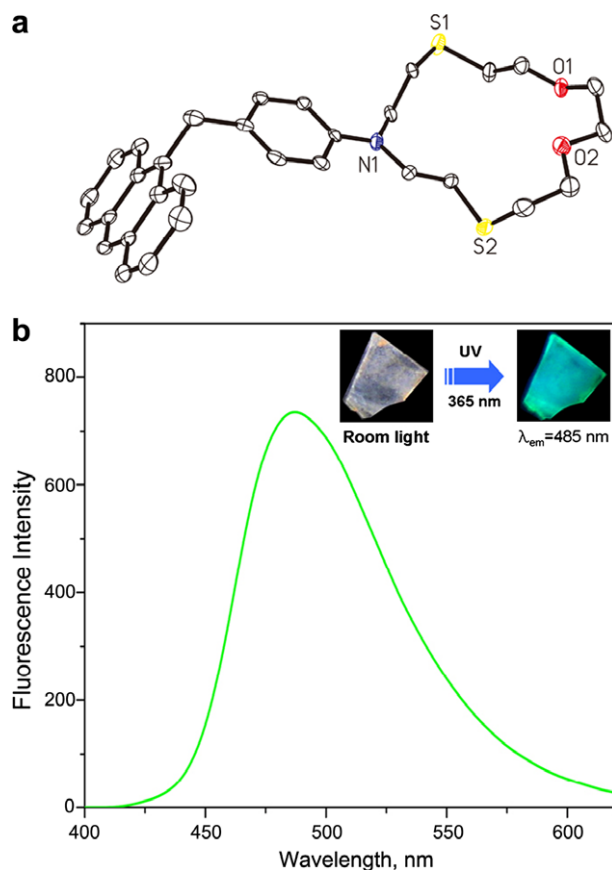 a
S1
O1
N1
O2
S2
b
800
600
400
200
0
400
450
500
550
600
Fluorescence Intensity
Wavelength, nm
UV
365 nm
Room light
λem=485 nm